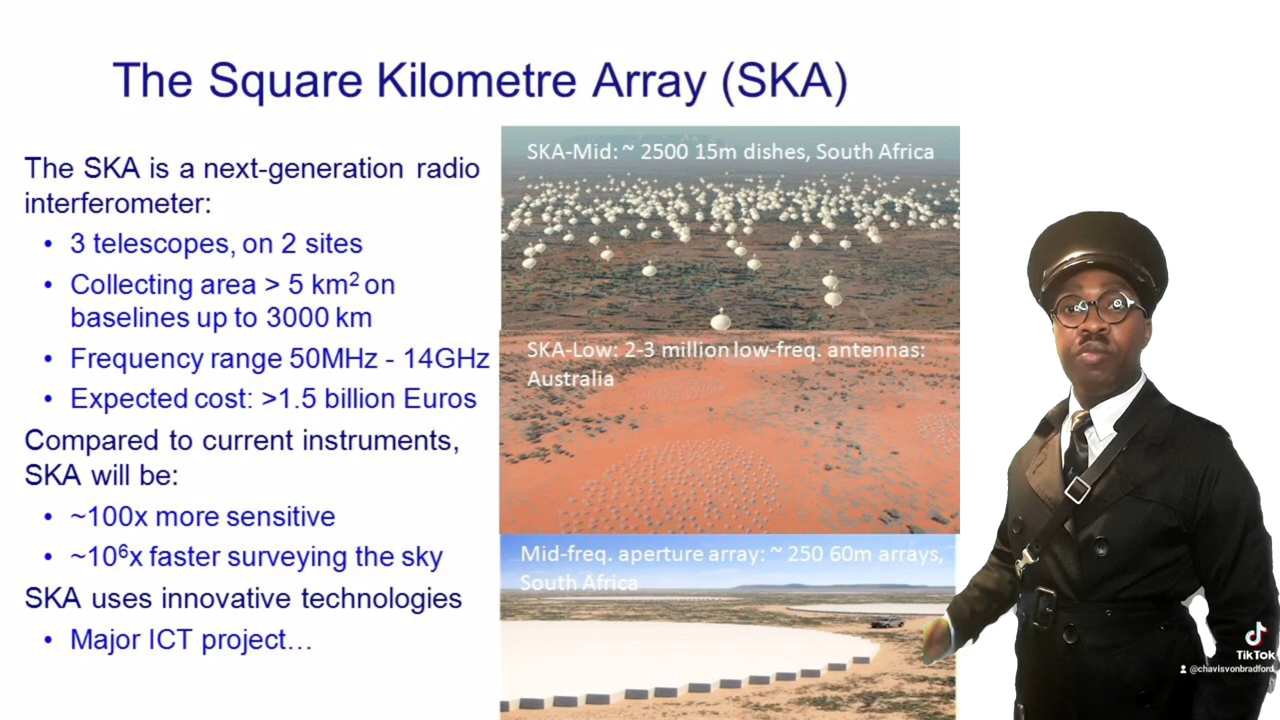 The Square Kilometre Array (SKA)
The SKA is a next-generation radio
interferometer:
• 3 telescopes, on 2 sites
• Collecting area > 5 km² on
baselines up to 3000 km
• Frequency range 50MHz - 14GHz
• Expected cost: >1.5 billion Euros
Compared to current instruments,
SKA will be:
• ~100x more sensitive
• ~10⁶x faster surveying the sky
SKA uses innovative technologies
• Major ICT project…
SKA-Mid: ~ 2500 15m dishes, South Africa
SKA-Low: 2-3 million low-freq. antennas:
Australia
Mid-freq. aperture array: ~ 250 60m arrays,
South Africa
TikTok
@chavisvonbradford